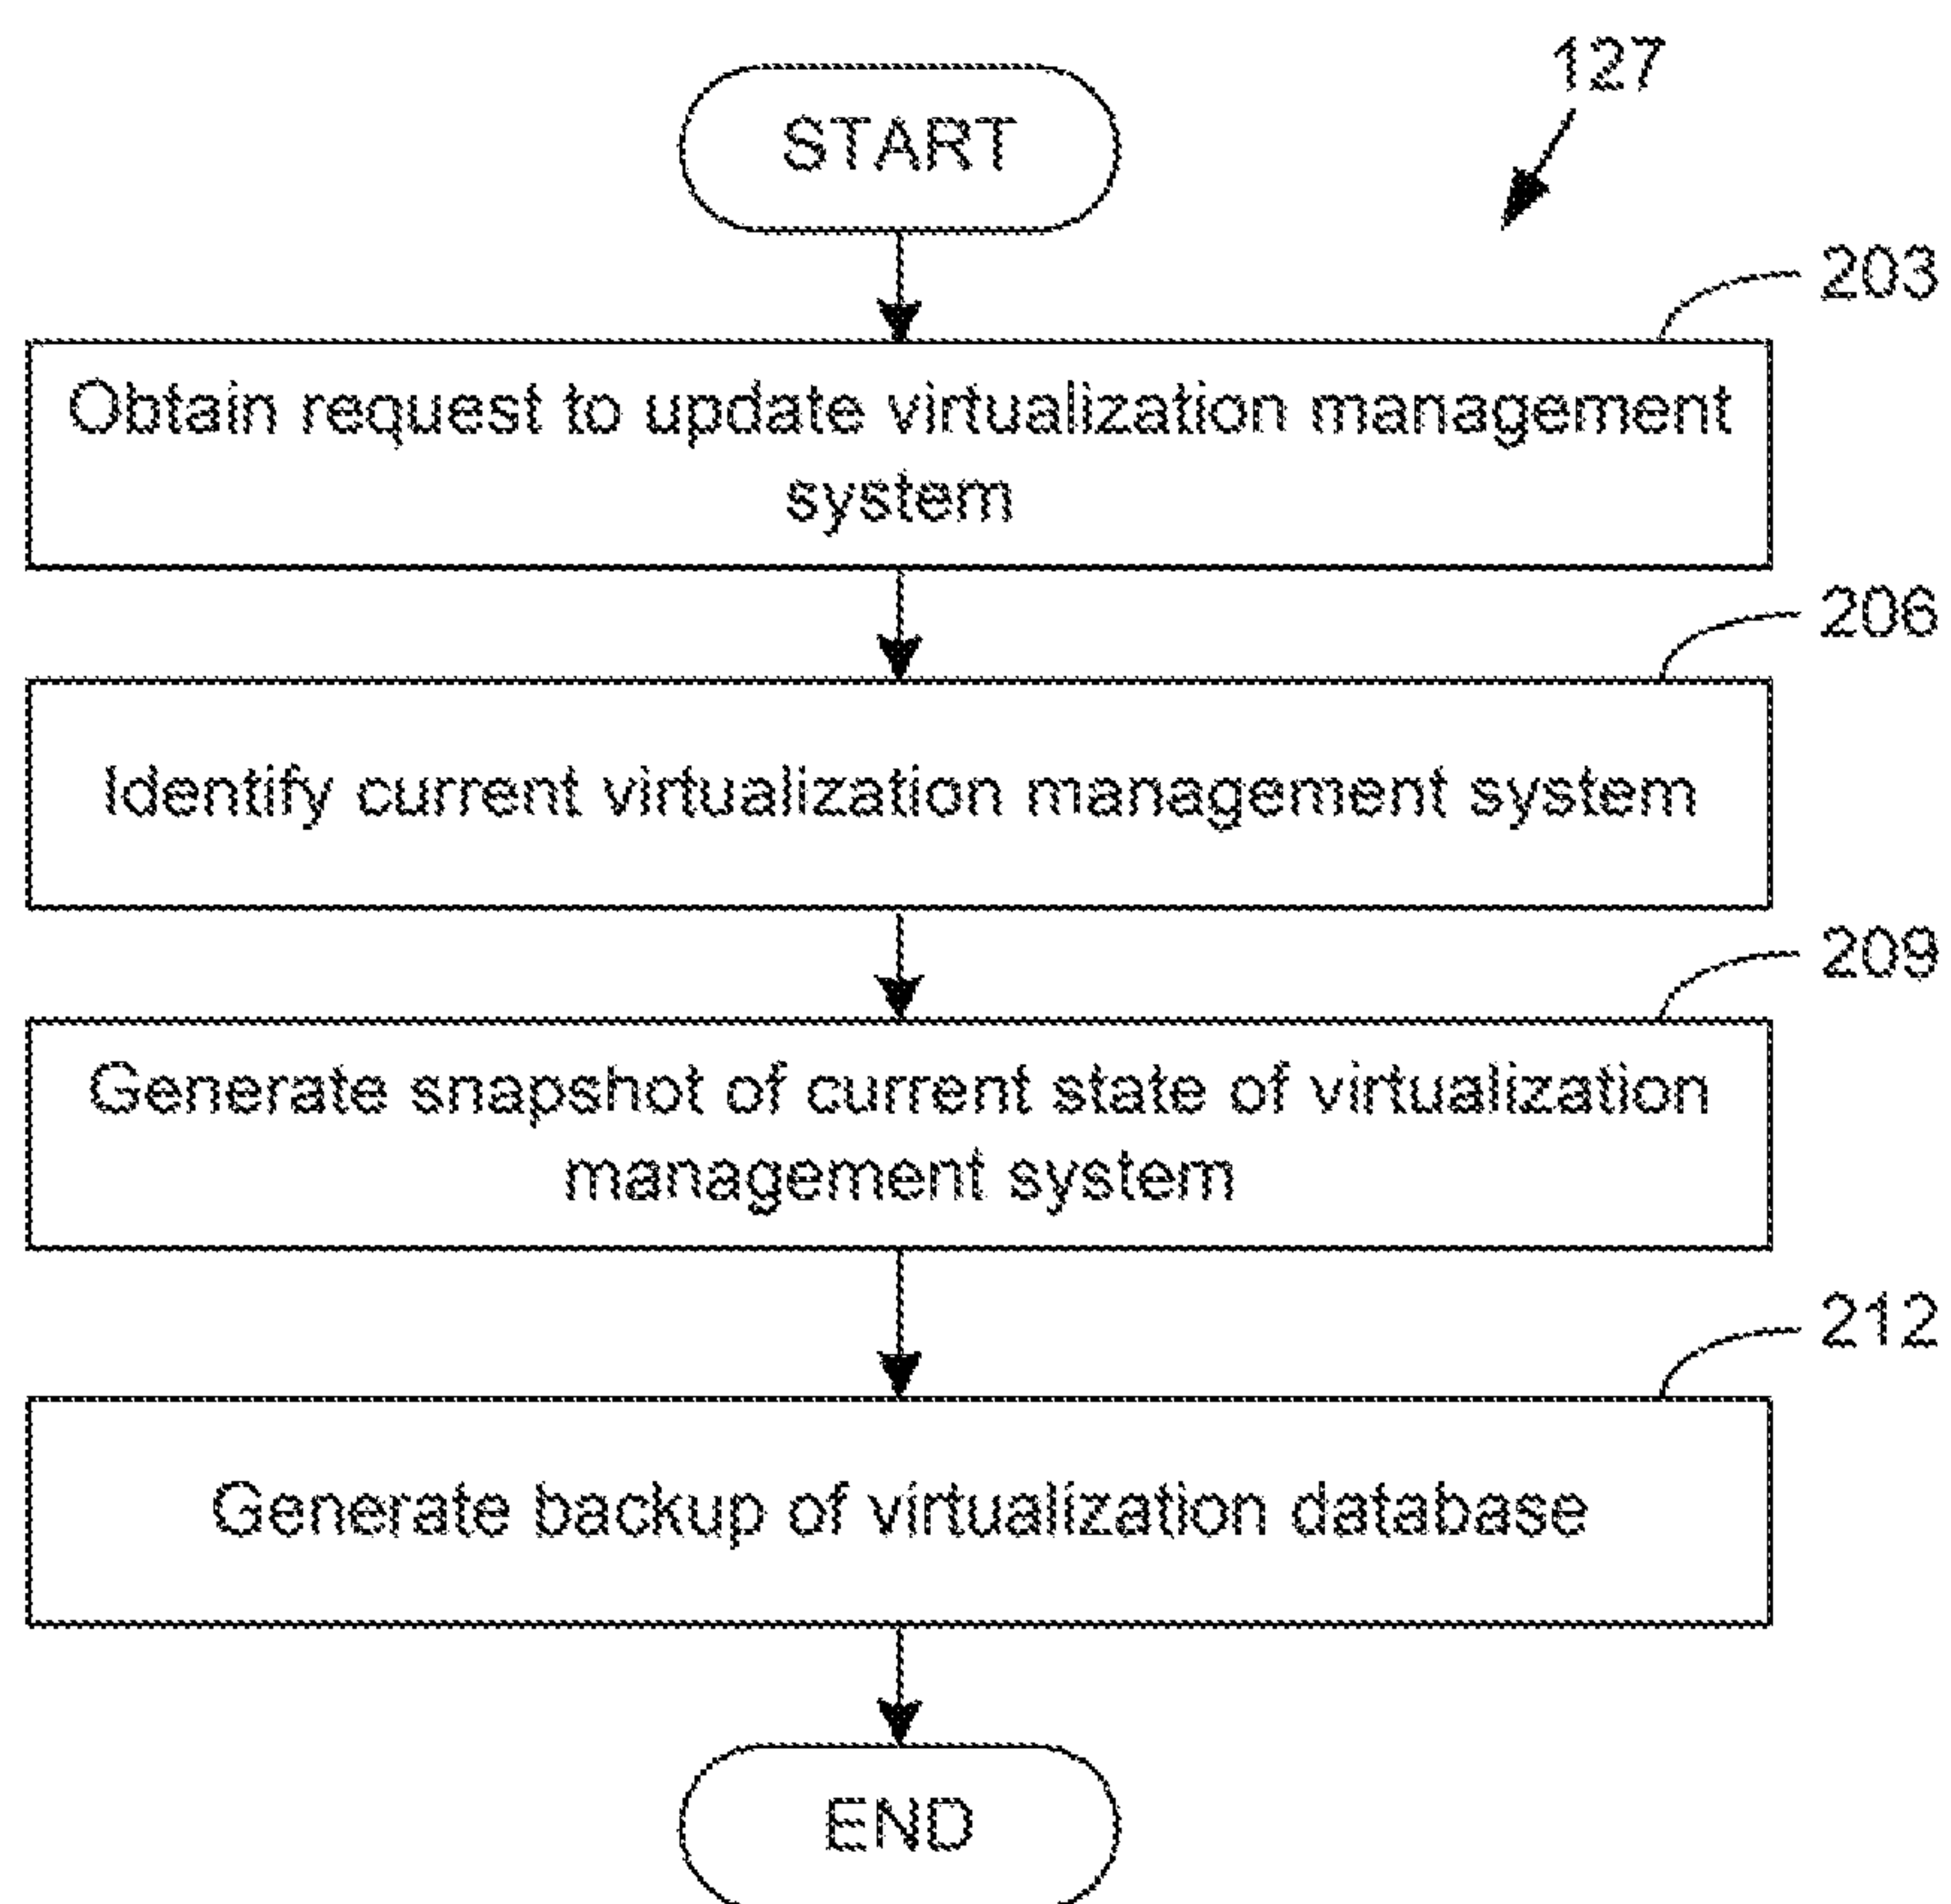 127
START
203
Obtain request to update virtualization management
system
206
Identify current virtualization management system
209
Generate snapshot of current state of virtualization
management system
212
Generate backup of virtualization database
END